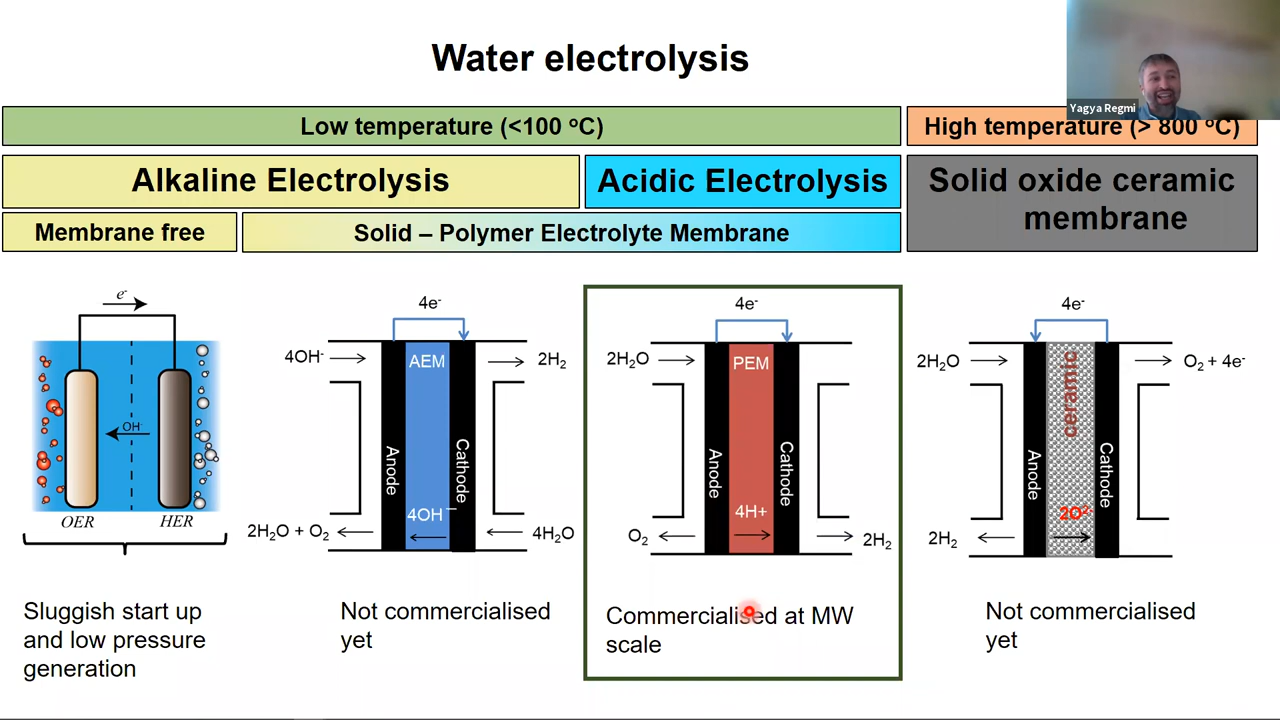 Water electrolysis
Yagya Regmi
Low temperature (<100 ºC)
High temperature (> 800 ºC)
Alkaline Electrolysis
Acidic Electrolysis
Solid oxide ceramic
membrane
Membrane free
Solid – Polymer Electrolyte Membrane
e⁻
OH⁻
OER
HER
Sluggish start up
and low pressure
generation
4e⁻
4OH⁻
AEM
2H₂
Anode
Cathode
4OH⁻
2H₂O + O₂
4H₂O
Not commercialised
yet
4e⁻
2H₂O
PEM
Anode
Cathode
4H+
O₂
2H₂
Commercialised at MW
scale
4e⁻
2H₂O
ceramic
O₂ + 4e⁻
Anode
Cathode
2O²⁻
2H₂
Not commercialised
yet